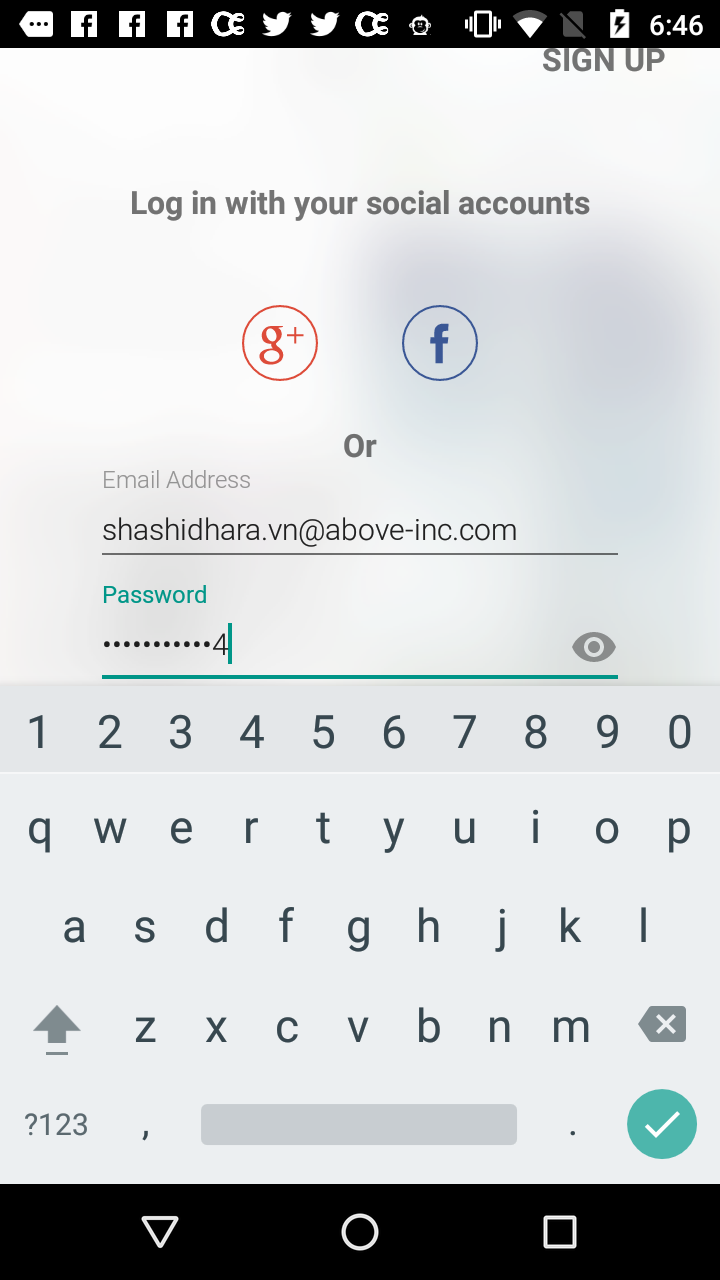 6:46
SIGN UP
Log in with your social accounts
g+ f
Or
Email Address
shashidhara.vn@above-inc.com
Password
•••••••••••4
1 2 3 4 5 6 7 8 9 0
q w e r t y u i o p
a s d f g h j k l
z x c v b n m
?123 , .